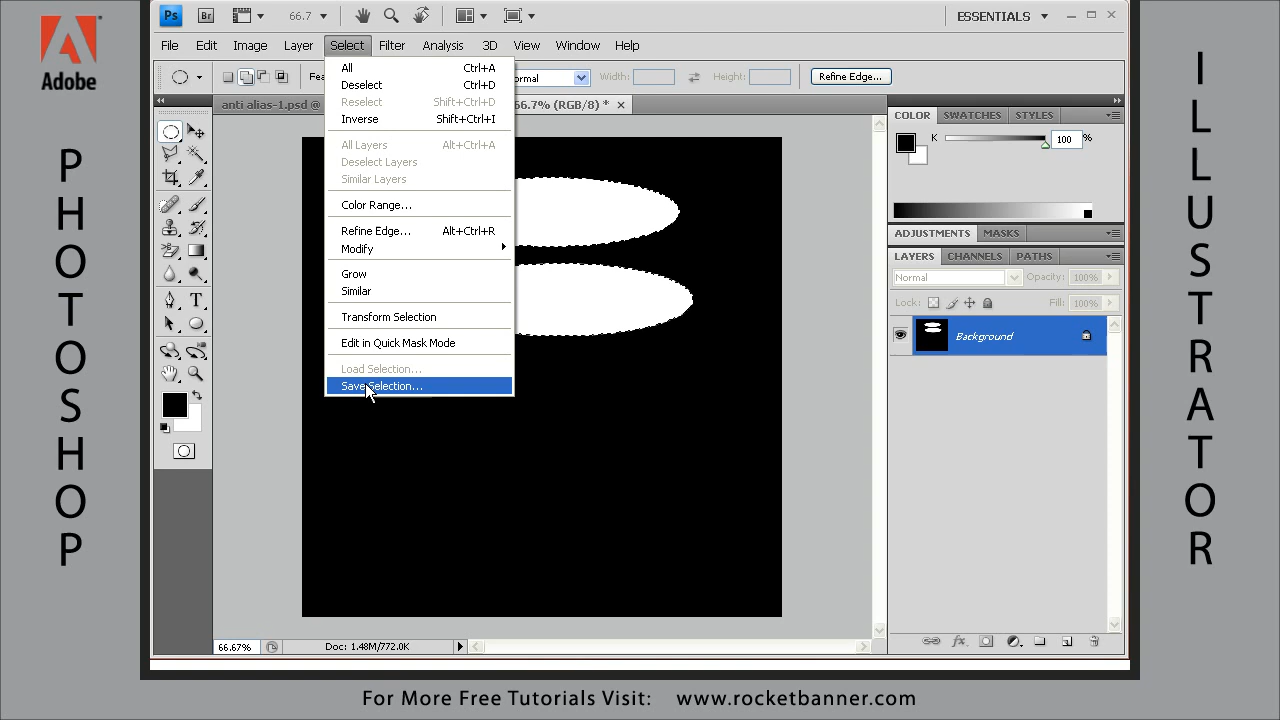 Adobe
PHOTOSHOP
Ps
Br
66.7
ESSENTIALS
File Edit Image Layer Select Filter Analysis 3D View Window Help
Fea
ormal
Width:
Height:
Refine Edge...
anti alias-1.psd @
66.7% (RGB/8) *
All Ctrl+A
Deselect Ctrl+D
Reselect Shift+Ctrl+D
Inverse Shift+Ctrl+I
All Layers Alt+Ctrl+A
Deselect Layers
Similar Layers
Color Range...
Refine Edge... Alt+Ctrl+R
Modify
Grow
Similar
Transform Selection
Edit in Quick Mask Mode
Load Selection...
Save Selection...
T
COLOR SWATCHES STYLES
K 100 %
ADJUSTMENTS MASKS
LAYERS CHANNELS PATHS
Normal Opacity: 100%
Lock: Fill: 100%
Background
fx
66.67% Doc: 1.48M/772.0K
ILLUSTRATOR
For More Free Tutorials Visit: www.rocketbanner.com